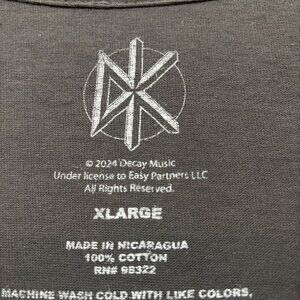 © 2024 Decay Music
Under license to Easy Partners LLC
All Rights Reserved.
XLARGE
MADE IN NICARAGUA
100% COTTON
RN# 98322
MACHINE WASH COLD WITH LIKE COLORS,